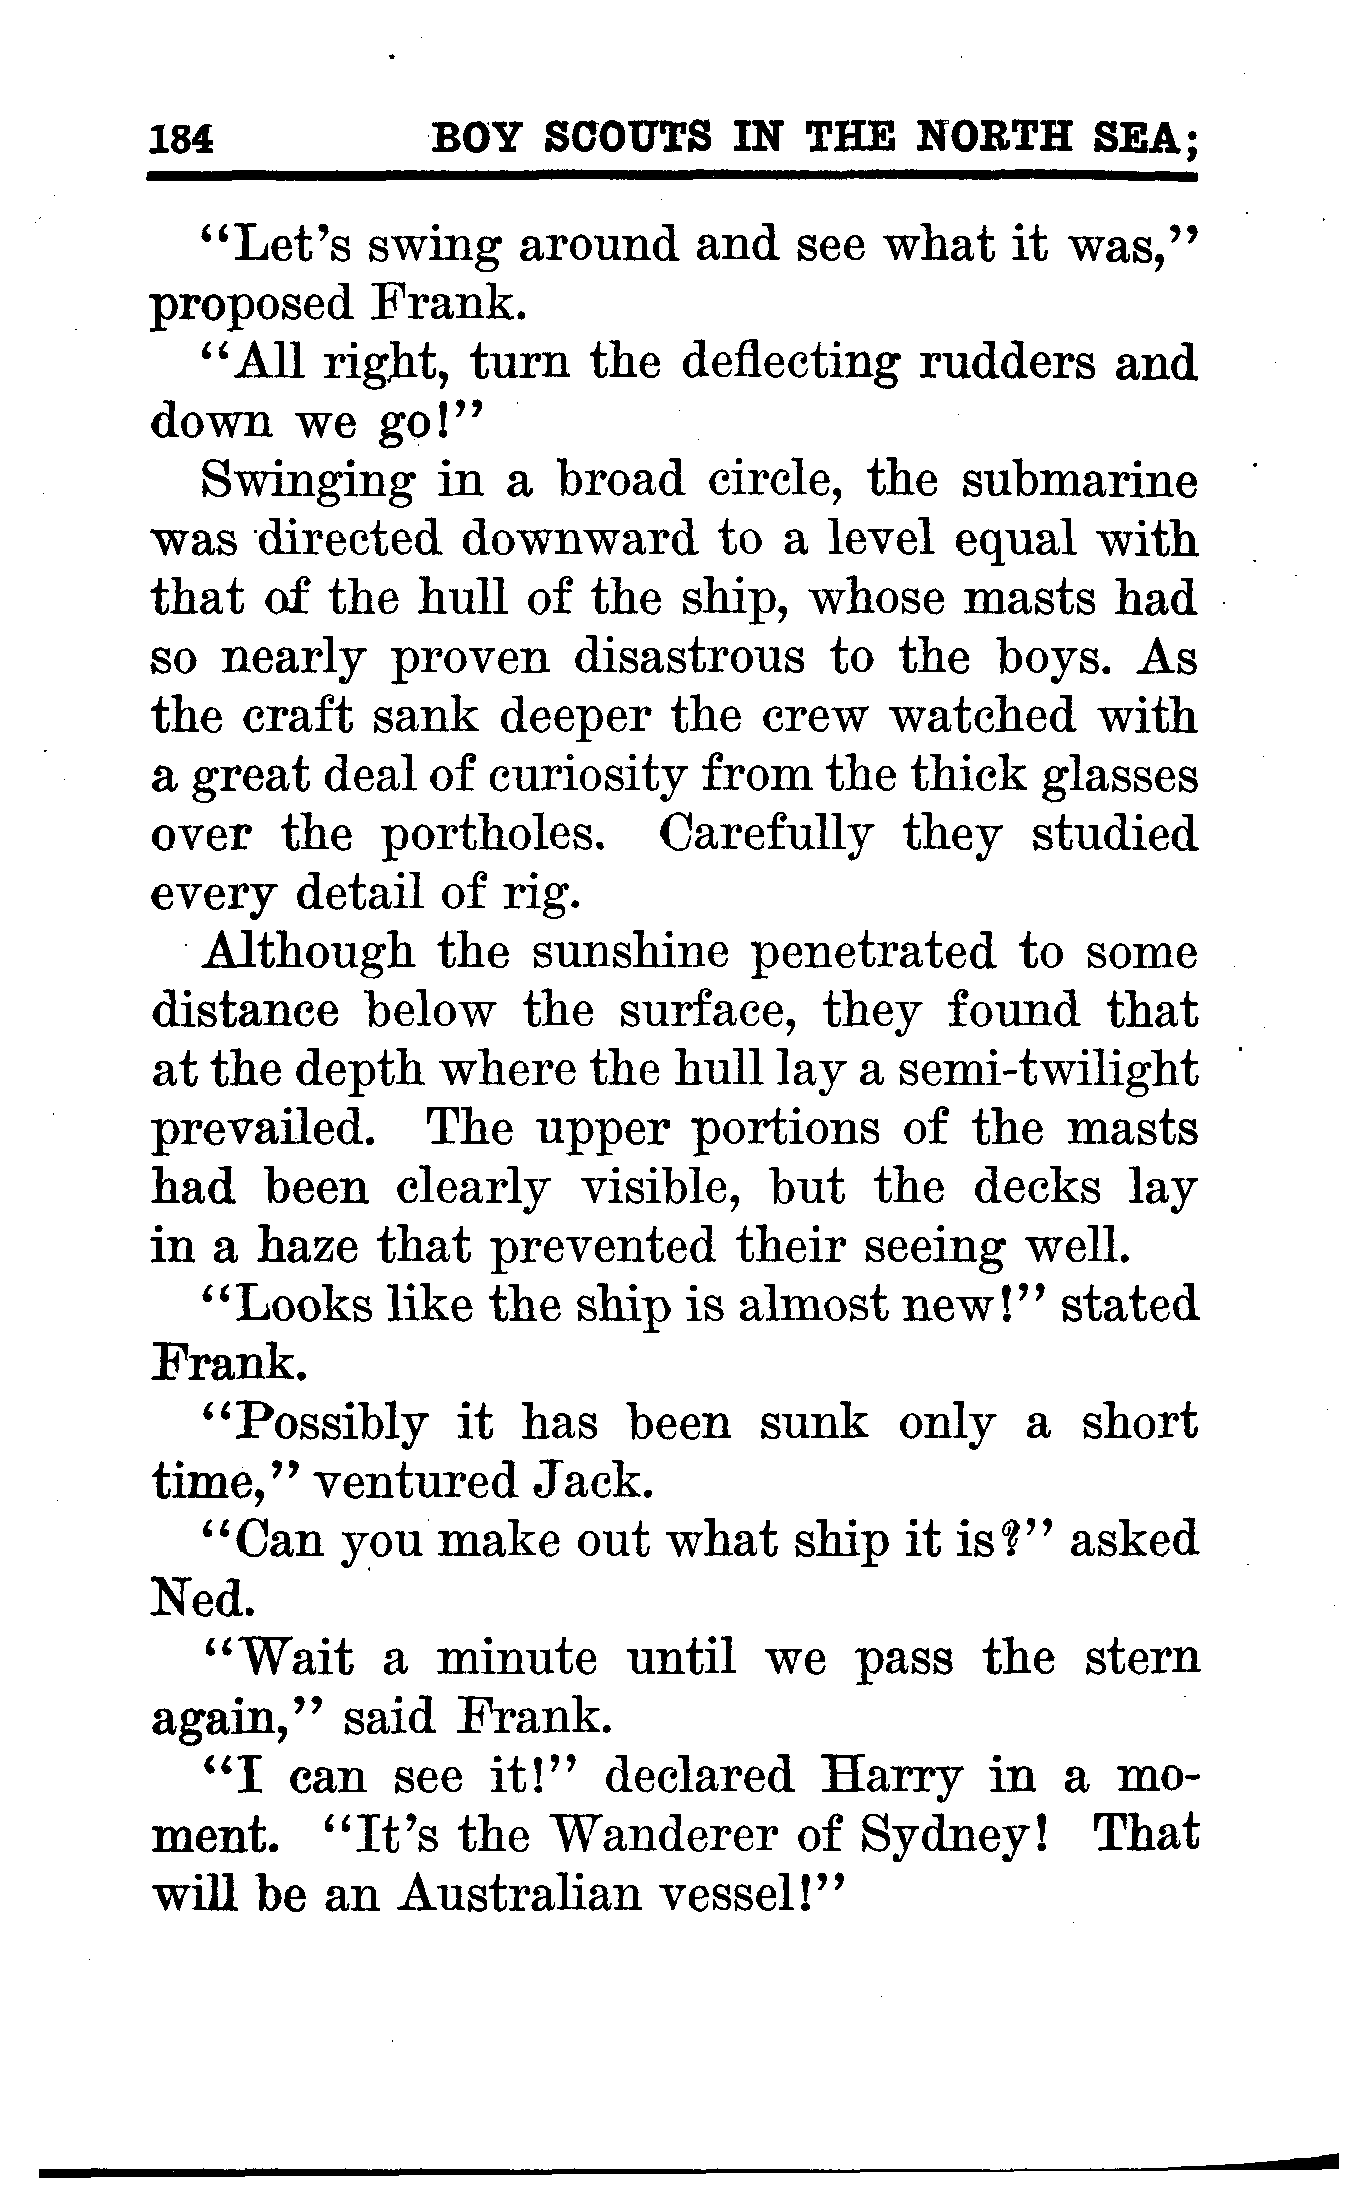 184 BOY SCOUTS IN THE NORTH SEA;
“Let’s swing around and see what it was,”
proposed Frank.
“All right, turn the deflecting rudders and
down we go!”
Swinging in a broad circle, the submarine
was directed downward to a level equal with
that of the hull of the ship, whose masts had
so nearly proven disastrous to the boys. As
the craft sank deeper the crew watched with
a great deal of curiosity from the thick glasses
over the portholes. Carefully they studied
every detail of rig.
Although the sunshine penetrated to some
distance below the surface, they found that
at the depth where the hull lay a semi-twilight
prevailed. The upper portions of the masts
had been clearly visible, but the decks lay
in a haze that prevented their seeing well.
“Looks like the ship is almost new!” stated
Frank.
“Possibly it has been sunk only a short
time,” ventured Jack.
“Can you make out what ship it is?” asked
Ned.
“Wait a minute until we pass the stern
again,” said Frank.
“I can see it!” declared Harry in a mo-
ment. “It’s the Wanderer of Sydney! That
will be an Australian vessel!”